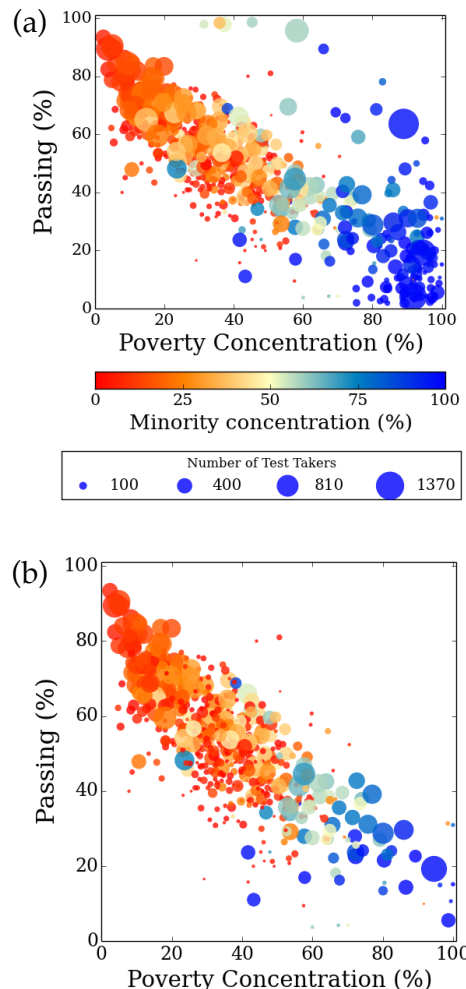 (a)
100
80
60
40
20
0
Passing (%)
0 20 40 60 80 100
Poverty Concentration (%)
0 25 50 75 100
Minority concentration (%)
Number of Test Takers
100 400 810 1370
(b)
100
80
60
40
20
0
Passing (%)
0 20 40 60 80 100
Poverty Concentration (%)